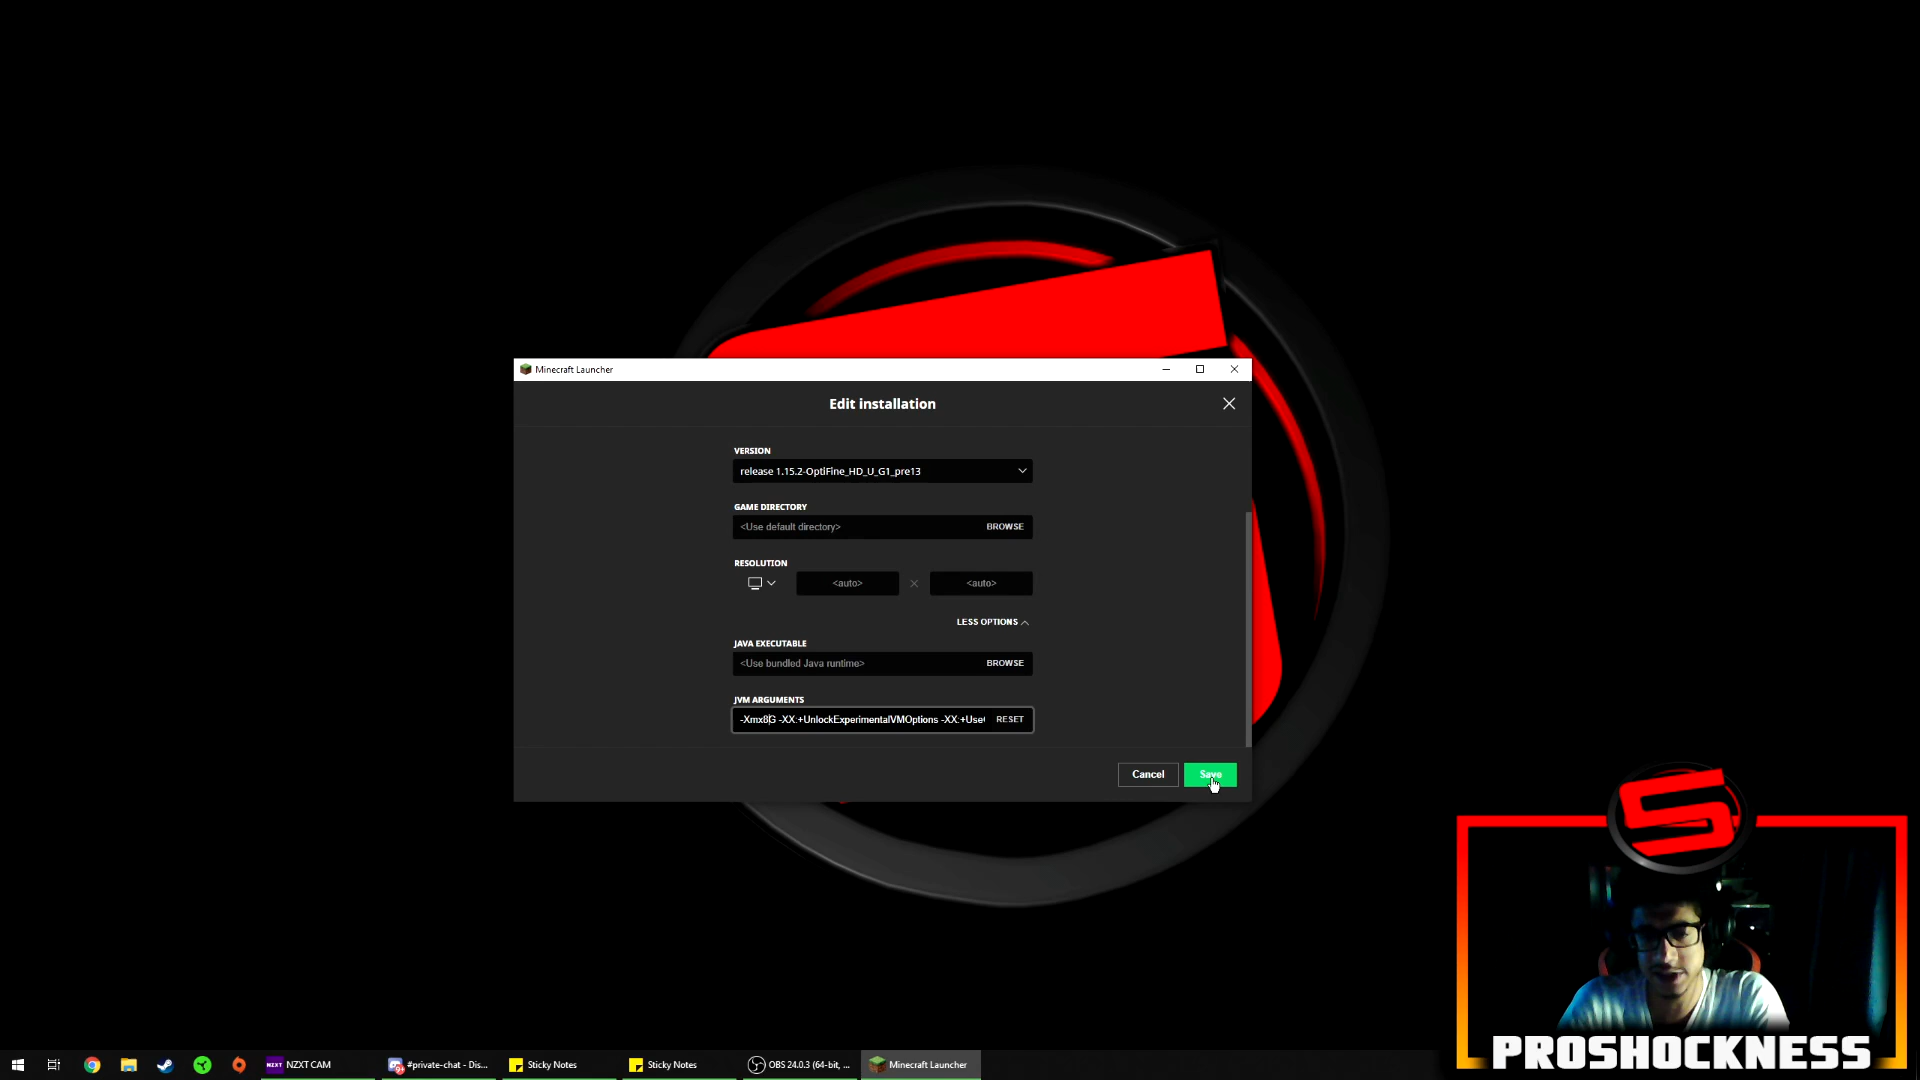 Minecraft Launcher
Edit installation
VERSION
release 1.15.2-OptiFine_HD_U_G1_pre13
GAME DIRECTORY
<Use default directory> BROWSE
RESOLUTION
<auto> <auto>
LESS OPTIONS
JAVA EXECUTABLE
<Use bundled Java runtime> BROWSE
JVM ARGUMENTS
-Xmx8G -XX:+UnlockExperimentalVMOptions -XX:+Use RESET
Cancel Save
PROSHOCKNESS
NZXT NZXT CAM #private-chat - Dis... Sticky Notes Sticky Notes OBS 24.0.3 (64-bit, ... Minecraft Launcher